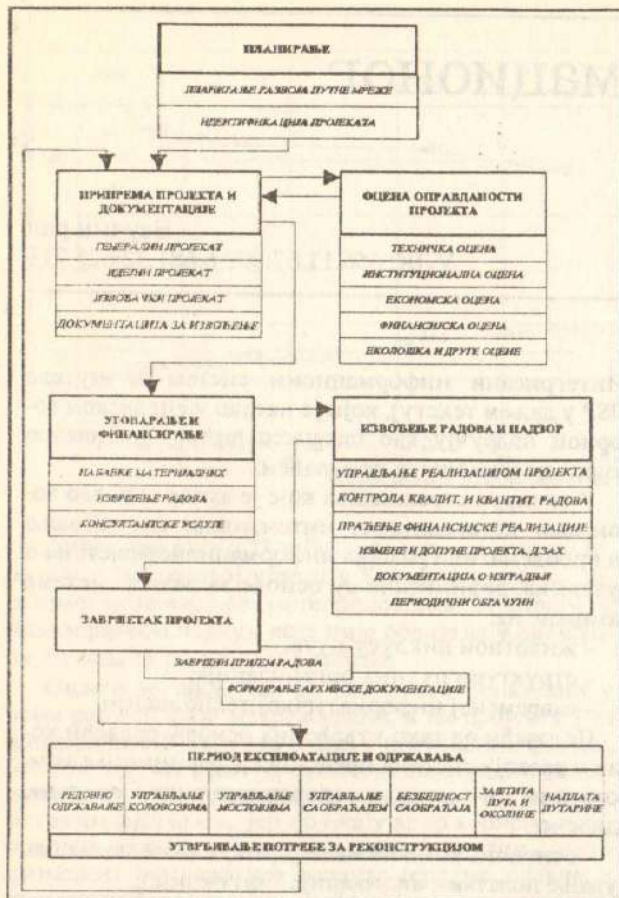 мационог
ПЛАНИРАЊЕ
ПЛАНИРАЊЕ РАЗВОЈА ПУТНЕ МРЕЖЕ
ИДЕНТИФИКАЦИЈА ПРОЈЕКАТА
ПРИПРЕМА ПРОЈЕКТА И
ДОКУМЕНТАЦИЈЕ
ГЕНЕРАЛНИ ПРОЈЕКАТ
ИДЕЈНИ ПРОЈЕКАТ
ИЗВОЂАЧКИ ПРОЈЕКАТ
ДОКУМЕНТАЦИЈА ЗА ИЗВОЂЕЊЕ
ОЦЕНА ОПРАВДАНОСТИ
ПРОЈЕКТА
ТЕХНИЧКА ОЦЕНА
ИНСТИТУЦИОНАЛНА ОЦЕНА
ЕКОНОМСКА ОЦЕНА
ФИНАНСИЈСКА ОЦЕНА
ЕКОЛОШКА И ДРУГЕ ОЦЕНЕ
УГОВАРАЊЕ И
ФИНАНСИРАЊЕ
НАБАВКЕ МАТЕРИЈАЛНИХ
ИЗВРШЕЊЕ РАДОВА
КОНСУЛТАНТСКЕ УСЛУГЕ
ИЗВОЂЕЊЕ РАДОВА И НАДЗОР
УПРАВЉАЊЕ РЕАЛИЗАЦИЈОМ ПРОЈЕКТА
КОНТРОЛА КВАЛИТ. И КВАНТИТ. РАДОВА
ПРАЋЕЊЕ ФИНАНСИЈСКЕ РЕАЛИЗАЦИЈЕ
ИЗМЕНЕ И ДОПУНЕ ПРОЈЕКТА, ДЗАХ
ДОКУМЕНТАЦИЈА О ИЗГРАДЊИ
ПЕРИОДИЧНИ ОБРАЧУНИ
ЗАВРШЕТАК ПРОЈЕКТА
ЗАВРШНИ ПРИЈЕМ РАДОВА
ФОРМИРАЊЕ АРХИВСКЕ ДОКУМЕНТАЦИЈЕ
ПЕРИОД ЕКСПЛОАТАЦИЈЕ И ОДРЖАВАЊА
РЕДОВНО ОДРЖАВАЊЕ
УПРАВЉАЊЕ КОЛОВОЗИМА
УПРАВЉАЊЕ МОСТОВИМА
УПРАВЉАЊЕ САОБРАЋАЈЕМ
БЕЗБЕДНОСТ САОБРАЋАЈА
ЗАШТИТА ПУТА И ОКОЛИНЕ
НАПЛАТА ПУТАРИНЕ
УТВРЂИВАЊЕ ПОТРЕБЕ ЗА РЕКОНСТРУКЦИЈОМ